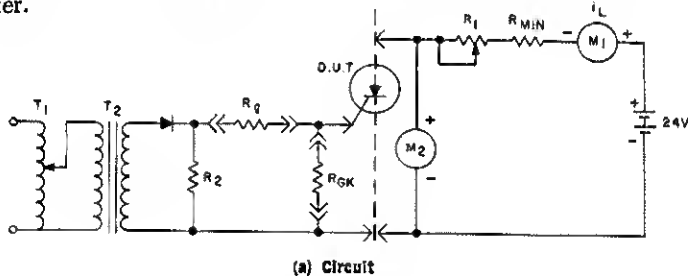 ter.
T1
T2
R2
Rg
RGK
D.U.T
M2
+
-
R1
RMIN
iL
-
M1
+
+
-
24V
(a) Circuit